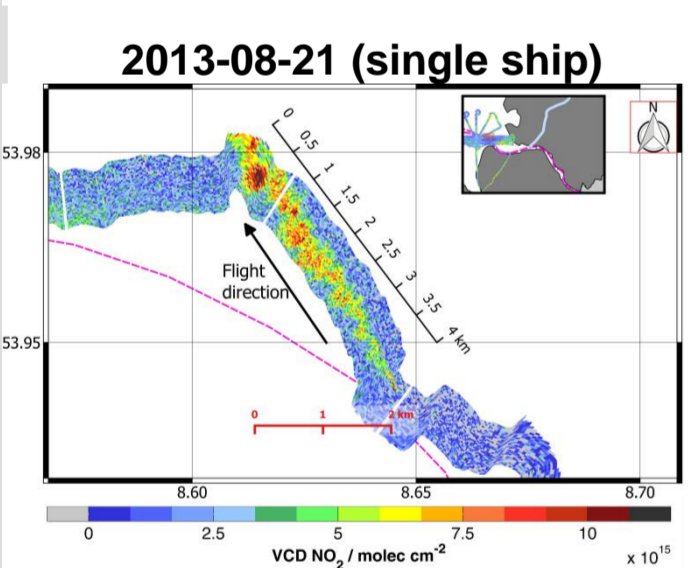 2013-08-21 (single ship)
N
53.98
0
0.5
1
1.5
2
2.5
3
3.5
4 km
Flight
direction
53.95
0 1 2 km
8.60 8.65 8.70
0 2.5 5 7.5 10
VCD NO₂ / molec cm⁻² x 10¹⁵